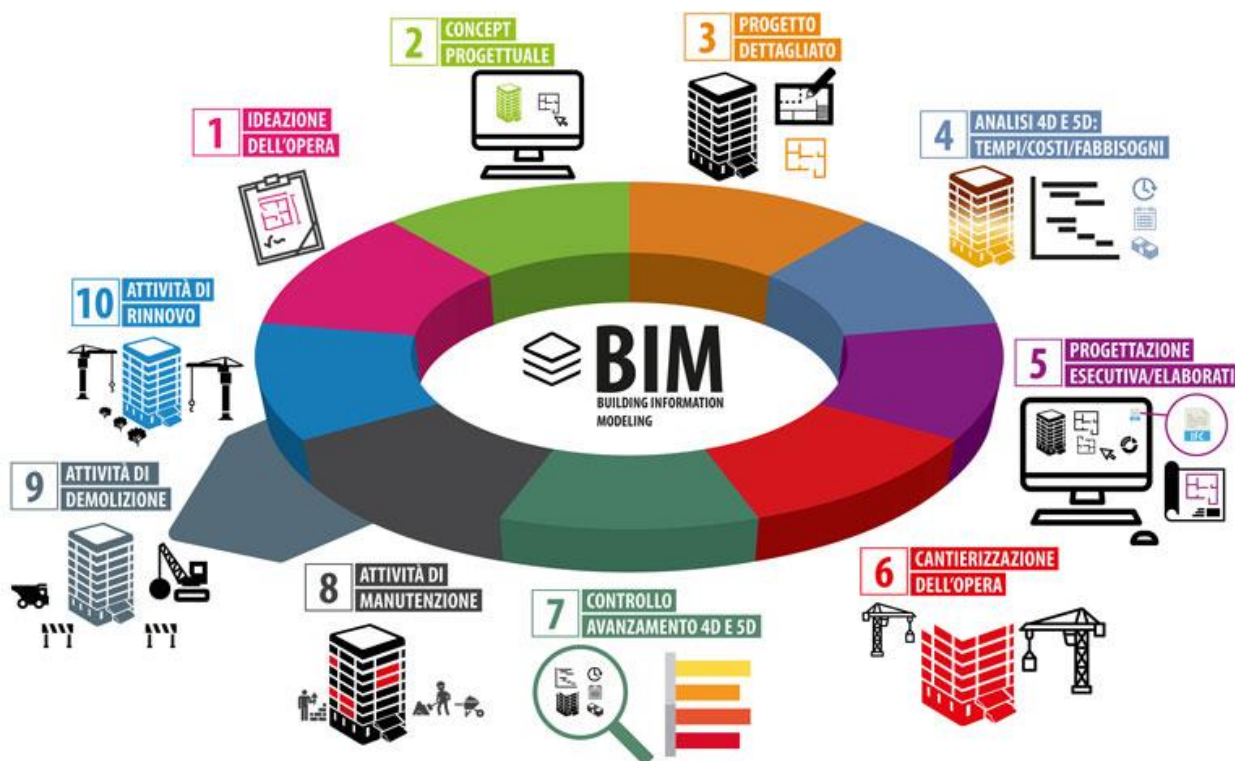 1
IDEAZIONE
DELL'OPERA
2
CONCEPT
PROGETTUALE
3
PROGETTO
DETTAGLIATO
4
ANALISI 4D E 5D:
TEMPI/COSTI/FABBISOGNI
5
PROGETTAZIONE
ESECUTIVA/ELABORATI
IFC
6
CANTIERIZZAZIONE
DELL'OPERA
7
CONTROLLO
AVANZAMENTO 4D E 5D
8
ATTIVITÀ DI
MANUTENZIONE
9
ATTIVITÀ DI
DEMOLIZIONE
10
ATTIVITÀ DI
RINNOVO
BIM
BUILDING INFORMATION
MODELING